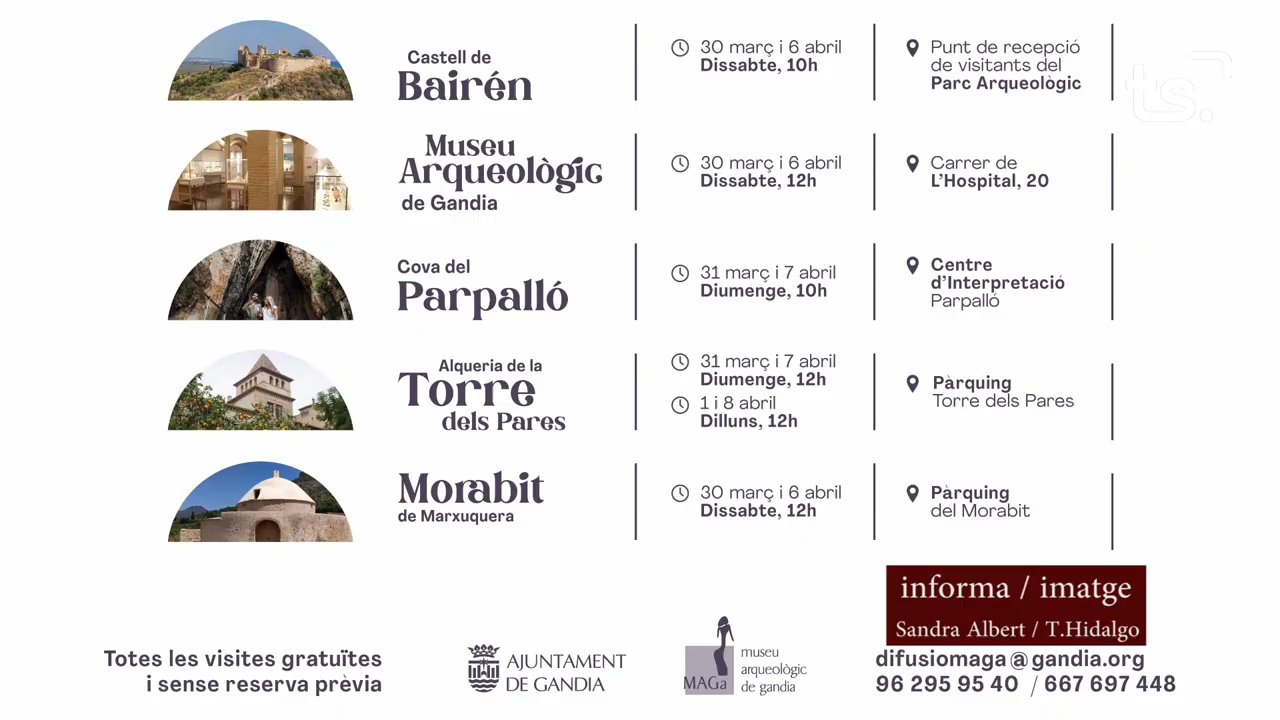 Castell de
Bairén
30 març i 6 abril
Dissabte, 10h
Punt de recepció
de visitants del
Parc Arqueològic
ts.
Museu
Arqueològic
de Gandia
30 març i 6 abril
Dissabte, 12h
Carrer de
L'Hospital, 20
Cova del
Parpalló
31 març i 7 abril
Diumenge, 10h
Centre
d'Interpretació
Parpalló
Alqueria de la
Torre
dels Pares
31 març i 7 abril
Diumenge, 12h
1 i 8 abril
Dilluns, 12h
Pàrquing
Torre dels Pares
Morabit
de Marxuquera
30 març i 6 abril
Dissabte, 12h
Pàrquing
del Morabit
informa / imatge
Sandra Albert / T.Hidalgo
Totes les visites gratuïtes
i sense reserva prèvia
AJUNTAMENT
DE GANDIA
MAGa
museu
arqueològic
de gandia
difusiomaga@gandia.org
96 295 95 40 / 667 697 448